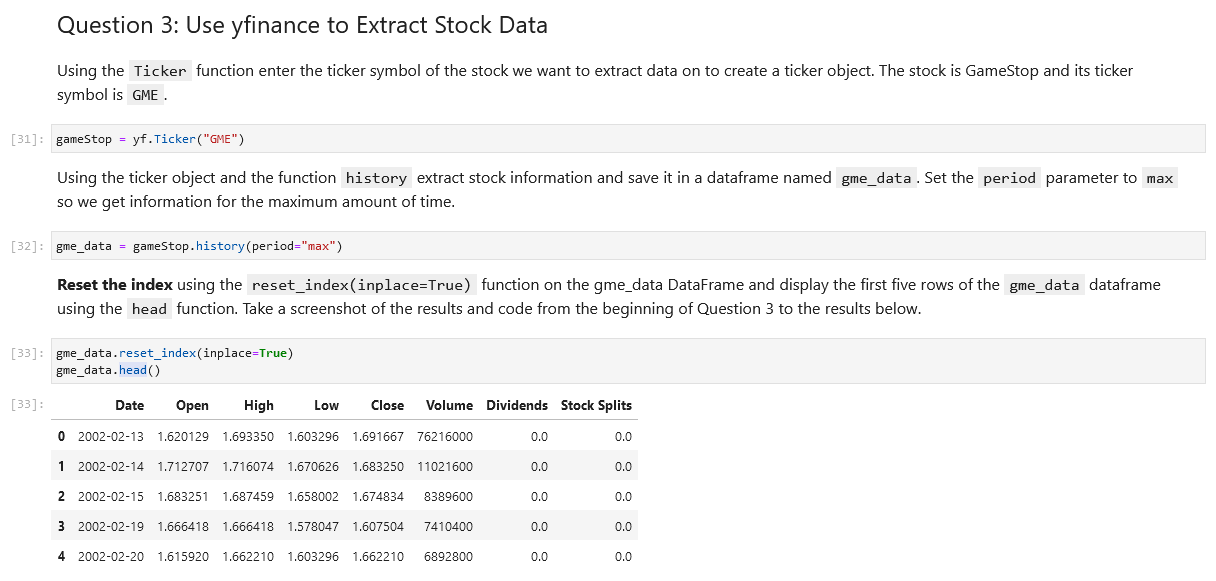 Question 3: Use yfinance to Extract Stock Data
Using the Ticker function enter the ticker symbol of the stock we want to extract data on to create a ticker object. The stock is GameStop and its ticker
symbol is GME .
[31]: gameStop = yf.Ticker("GME")
Using the ticker object and the function history extract stock information and save it in a dataframe named gme_data . Set the period parameter to max
so we get information for the maximum amount of time.
[32]: gme_data = gameStop.history(period="max")
Reset the index using the reset_index(inplace=True) function on the gme_data DataFrame and display the first five rows of the gme_data dataframe
using the head function. Take a screenshot of the results and code from the beginning of Question 3 to the results below.
[33]: gme_data.reset_index(inplace=True)
gme_data.head()
[33]: Date Open High Low Close Volume Dividends Stock Splits
0 2002-02-13 1.620129 1.693350 1.603296 1.691667 76216000 0.0 0.0
1 2002-02-14 1.712707 1.716074 1.670626 1.683250 11021600 0.0 0.0
2 2002-02-15 1.683251 1.687459 1.658002 1.674834 8389600 0.0 0.0
3 2002-02-19 1.666418 1.666418 1.578047 1.607504 7410400 0.0 0.0
4 2002-02-20 1.615920 1.662210 1.603296 1.662210 6892800 0.0 0.0